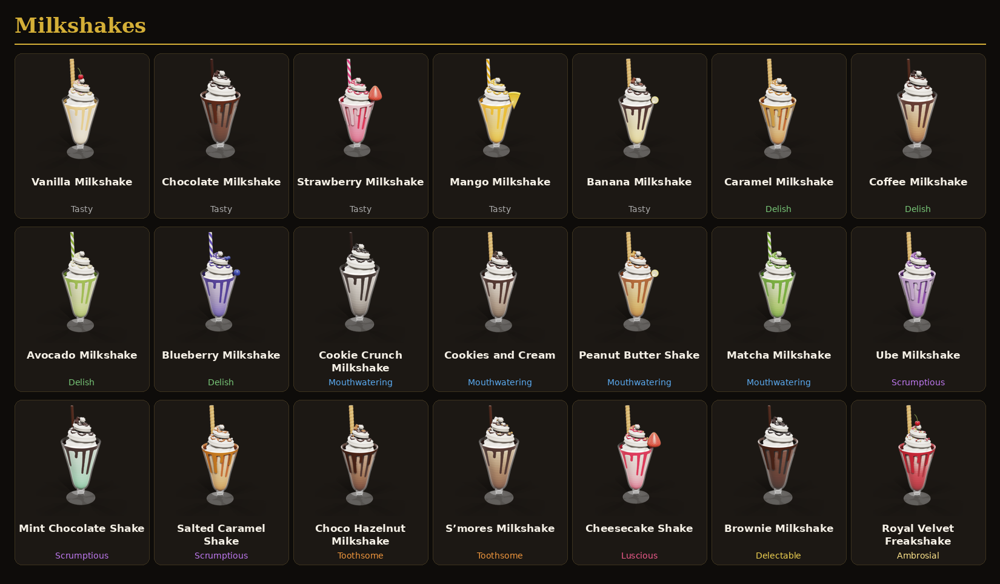 Milkshakes
Vanilla Milkshake
Tasty
Chocolate Milkshake
Tasty
Strawberry Milkshake
Tasty
Mango Milkshake
Tasty
Banana Milkshake
Tasty
Caramel Milkshake
Delish
Coffee Milkshake
Delish
Avocado Milkshake
Delish
Blueberry Milkshake
Delish
Cookie Crunch
Milkshake
Mouthwatering
Cookies and Cream
Mouthwatering
Peanut Butter Shake
Mouthwatering
Matcha Milkshake
Mouthwatering
Ube Milkshake
Scrumptious
Mint Chocolate Shake
Scrumptious
Salted Caramel
Shake
Scrumptious
Choco Hazelnut
Milkshake
Toothsome
S’mores Milkshake
Toothsome
Cheesecake Shake
Luscious
Brownie Milkshake
Delectable
Royal Velvet
Freakshake
Ambrosial